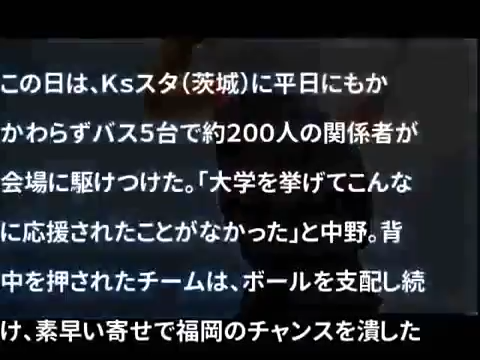 この日は、Ksスタ（茨城）に平日にもか
かわらずバス5台で約200人の関係者が
会場に駆けつけた。「大学を挙げてこんな
に応援されたことがなかった」と中野。背
中を押されたチームは、ボールを支配し続
け、素早い寄せで福岡のチャンスを潰した